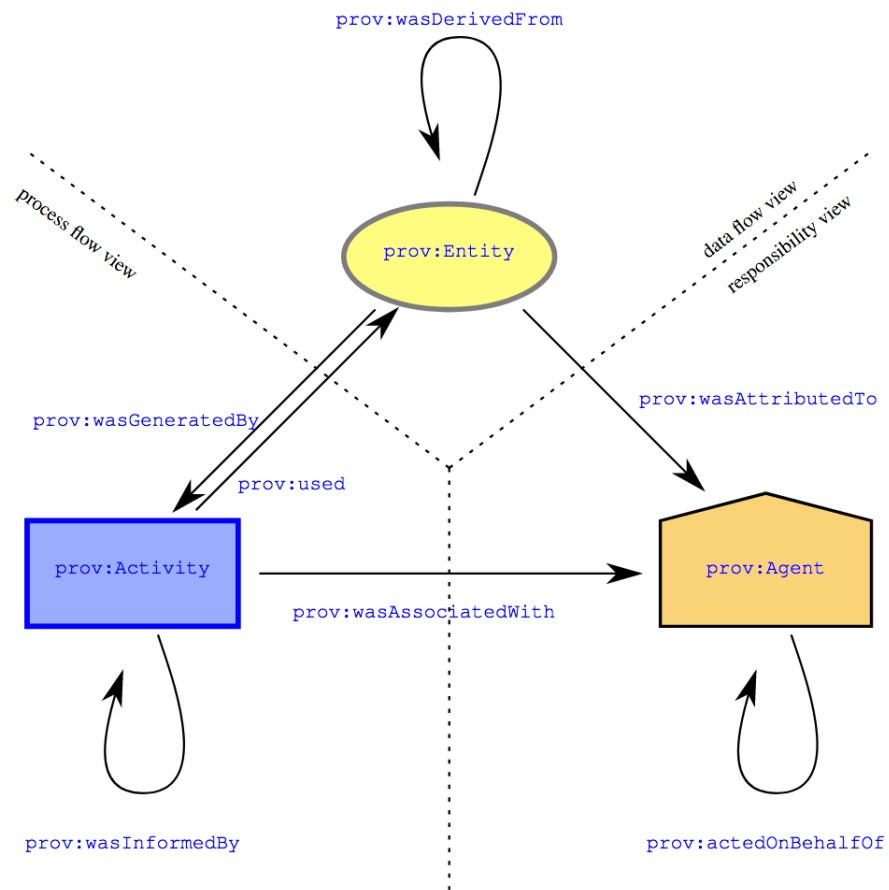 prov:wasDerivedFrom
process flow view
data flow view
responsibility view
prov:Entity
prov:wasAttributedTo
prov:wasGeneratedBy
prov:used
prov:Activity
prov:Agent
prov:wasAssociatedWith
prov:wasInformedBy
prov:actedOnBehalfOf